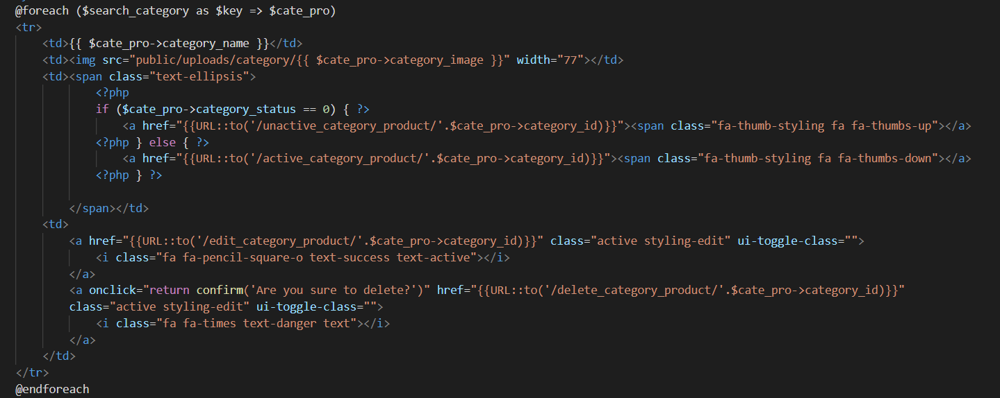 @foreach ($search_category as $key => $cate_pro)
<tr>
    <td>{{ $cate_pro->category_name }}</td>
    <td><img src="public/uploads/category/{{ $cate_pro->category_image }}" width="77"></td>
    <td><span class="text-ellipsis">
            <?php
            if ($cate_pro->category_status == 0) { ?>
                <a href="{{URL::to('/unactive_category_product/'.$cate_pro->category_id)}}"><span class="fa-thumb-styling fa fa-thumbs-up"></a>
            <?php } else { ?>
                <a href="{{URL::to('/active_category_product/'.$cate_pro->category_id)}}"><span class="fa-thumb-styling fa fa-thumbs-down"></a>
            <?php } ?>

        </span></td>
    <td>
        <a href="{{URL::to('/edit_category_product/'.$cate_pro->category_id)}}" class="active styling-edit" ui-toggle-class="">
            <i class="fa fa-pencil-square-o text-success text-active"></i>
        </a>
        <a onclick="return confirm('Are you sure to delete?')" href="{{URL::to('/delete_category_product/'.$cate_pro->category_id)}}"
        class="active styling-edit" ui-toggle-class="">
            <i class="fa fa-times text-danger text"></i>
        </a>
    </td>
</tr>
@endforeach